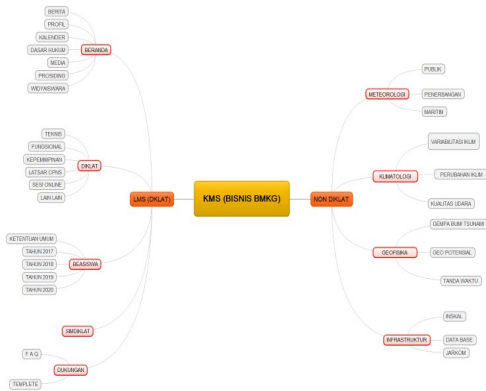 BERITA
PROFIL
KALENDER
DASAR HUKUM
MEDIA
PROSIDING
WIDYAISWARA
BERANDA
TEKNIS
FUNGSIONAL
KEPEMIMPINAN
LATSAR CPNS
SESI ONLINE
LAIN LAIN
DIKLAT
KETENTUAN UMUM
TAHUN 2017
TAHUN 2018
TAHUN 2019
TAHUN 2020
BEASISWA
SIMDIKLAT
F A Q
TEMPLETE
DUKUNGAN
LMS (DIKLAT)
KMS (BISNIS BMKG)
NON DIKLAT
METEOROLOGI
PUBLIK
PENERBANGAN
MARITIM
KLIMATOLOGI
VARIABILITAS IKLIM
PERUBAHAN IKLIM
KUALITAS UDARA
GEOFISIKA
GEMPA BUMI TSUNAMI
GEO POTENSIAL
TANDA WAKTU
INFRASTRUKTUR
INSKAL
DATA BASE
JARKOM